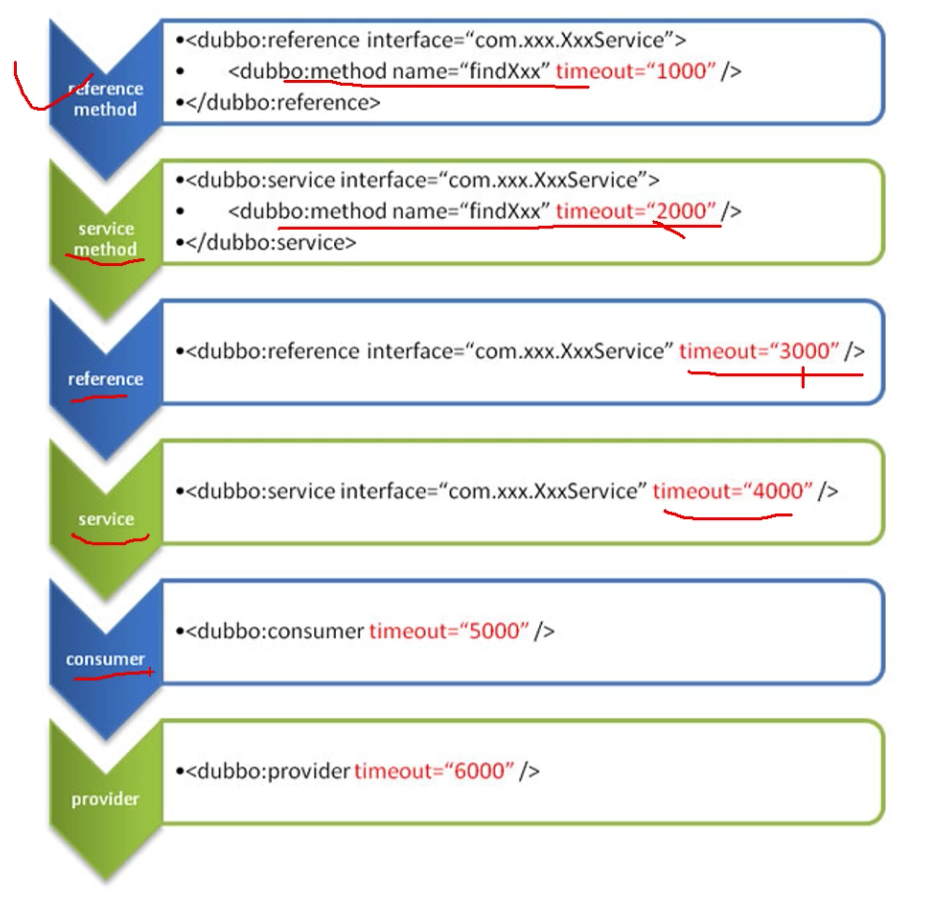 reference
method
•<dubbo:reference interface=“com.xxx.XxxService”>
• <dubbo:method name=“findXxx” timeout=“1000” />
•</dubbo:reference>
service
method
•<dubbo:service interface=“com.xxx.XxxService”>
• <dubbo:method name=“findXxx” timeout=“2000” />
•</dubbo:service>
reference
•<dubbo:reference interface=“com.xxx.XxxService” timeout=“3000” />
service
•<dubbo:service interface=“com.xxx.XxxService” timeout=“4000” />
consumer
•<dubbo:consumer timeout=“5000” />
provider
•<dubbo:provider timeout=“6000” />